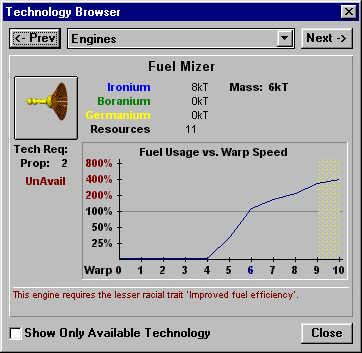 Technology Browser
<- Prev Engines Next ->
Fuel Mizer
Ironium 8kT Mass: 6kT
Boranium 0kT
Germanium 0kT
Resources 11
Tech Req:
Prop: 2
UnAvail
Fuel Usage vs. Warp Speed
800%
400%
200%
100%
50%
25%
Warp 0 1 2 3 4 5 6 7 8 9 10
This engine requires the lesser racial trait 'Improved fuel efficiency'.
Show Only Available Technology Close